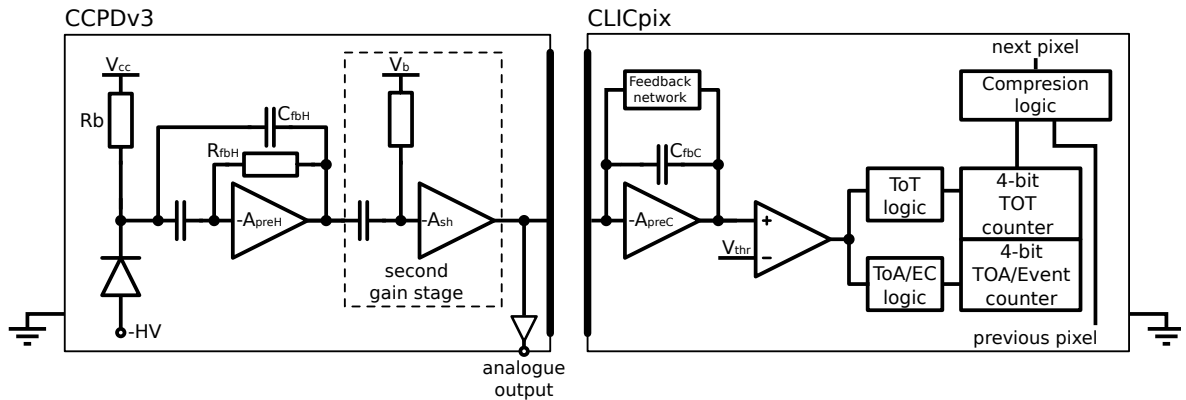 CCPDv3
CLICpix
Vcc
Rb
CfbH
RfbH
-ApreH
-HV
Vb
-Ash
second
gain stage
analogue
output
Feedback
network
CfbC
-ApreC
Vthr
+
−
ToT
logic
ToA/EC
logic
4-bit
TOT
counter
4-bit
TOA/Event
counter
next pixel
Compresion
logic
previous pixel